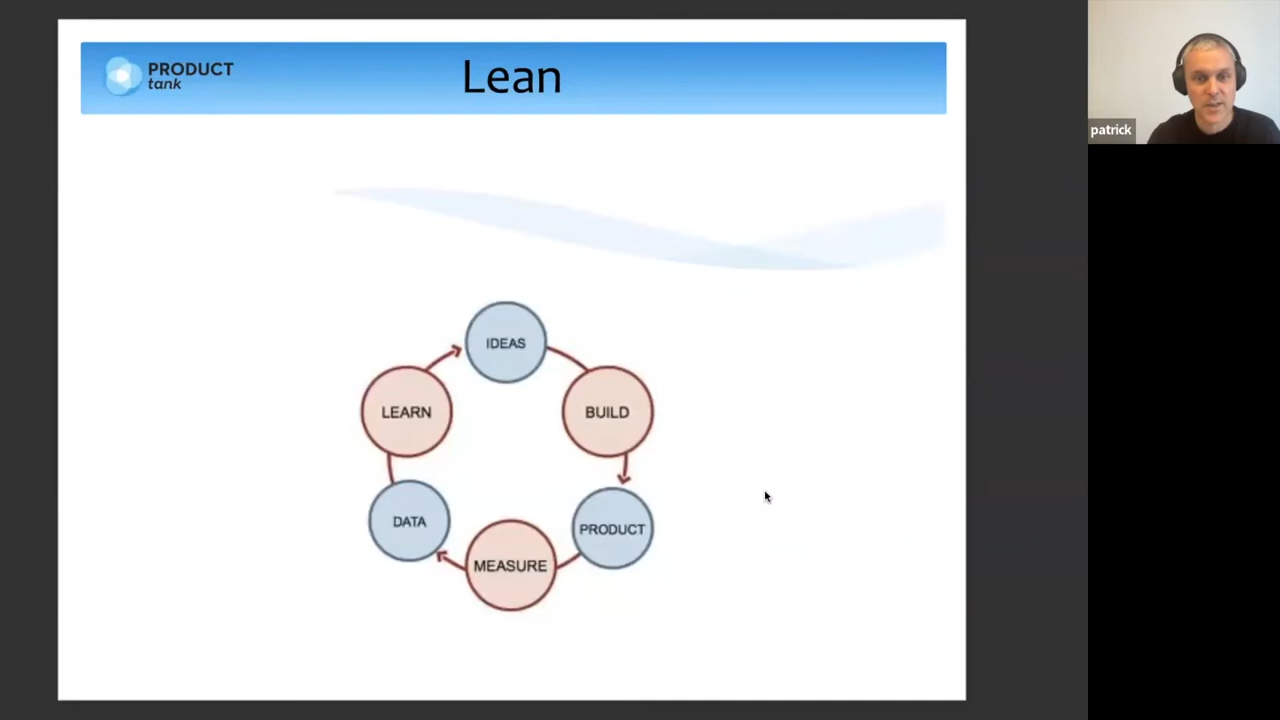 PRODUCT
tank
Lean
patrick
IDEAS
LEARN
BUILD
DATA
PRODUCT
MEASURE